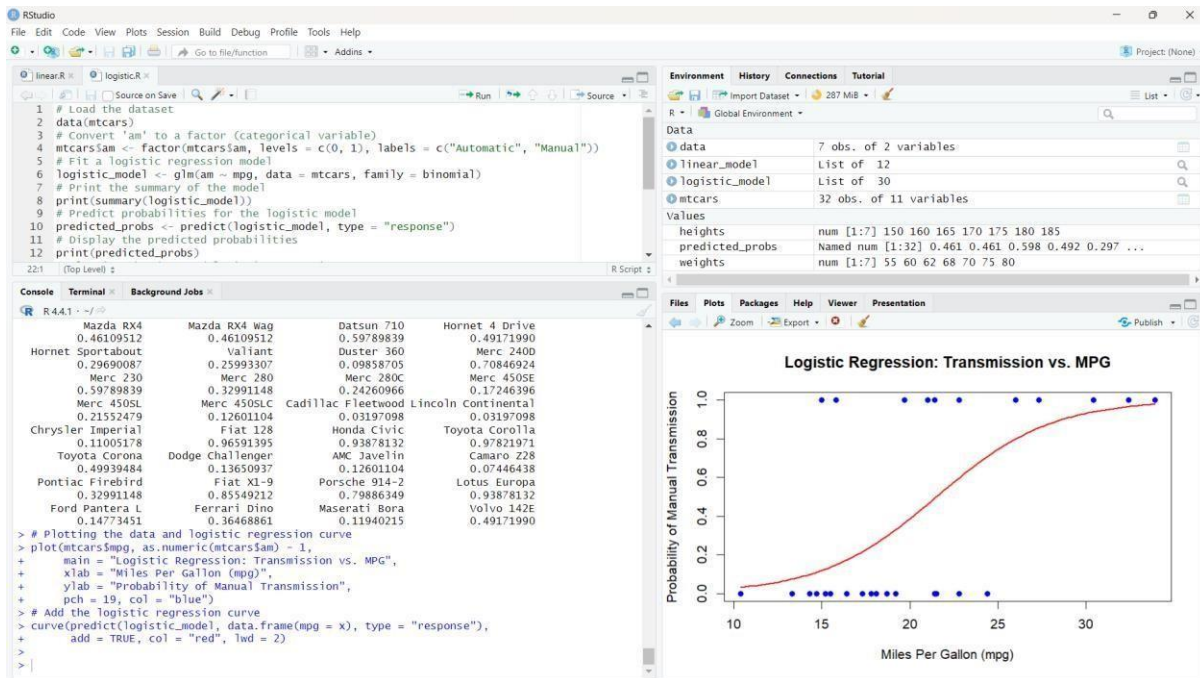 RStudio
File Edit Code View Plots Session Build Debug Profile Tools Help
Go to file/function
Addins
Project: (None)
linear.R
logistic.R
Source on Save
Run
Source
1 # Load the dataset
2 data(mtcars)
3 # Convert 'am' to a factor (categorical variable)
4 mtcars$am <- factor(mtcars$am, levels = c(0, 1), labels = c("Automatic", "Manual"))
5 # Fit a logistic regression model
6 logistic_model <- glm(am ~ mpg, data = mtcars, family = binomial)
7 # Print the summary of the model
8 print(summary(logistic_model))
9 # Predict probabilities for the logistic model
10 predicted_probs <- predict(logistic_model, type = "response")
11 # Display the predicted probabilities
12 print(predicted_probs)
22:1 (Top Level) R Script
Console Terminal Background Jobs
R 4.4.1 · ~/
Mazda RX4 Mazda RX4 Wag Datsun 710 Hornet 4 Drive
0.46109512 0.46109512 0.59789839 0.49171990
Hornet Sportabout Valiant Duster 360 Merc 240D
0.29690087 0.25993307 0.09858705 0.70846924
Merc 230 Merc 280 Merc 280C Merc 450SE
0.59789839 0.32991148 0.24260966 0.17246396
Merc 450SL Merc 450SLC Cadillac Fleetwood Lincoln Continental
0.21552479 0.12601104 0.03197098 0.03197098
Chrysler Imperial Fiat 128 Honda Civic Toyota Corolla
0.11005178 0.96591395 0.93878132 0.97821971
Toyota Corona Dodge Challenger AMC Javelin Camaro Z28
0.49939484 0.13650937 0.12601104 0.07446438
Pontiac Firebird Fiat X1-9 Porsche 914-2 Lotus Europa
0.32991148 0.85549212 0.79886349 0.93878132
Ford Pantera L Ferrari Dino Maserati Bora Volvo 142E
0.14773451 0.36468861 0.11940215 0.49171990
> # Plotting the data and logistic regression curve
> plot(mtcars$mpg, as.numeric(mtcars$am) - 1,
+ main = "Logistic Regression: Transmission vs. MPG",
+ xlab = "Miles Per Gallon (mpg)",
+ ylab = "Probability of Manual Transmission",
+ pch = 19, col = "blue")
> # Add the logistic regression curve
> curve(predict(logistic_model, data.frame(mpg = x), type = "response"),
+ add = TRUE, col = "red", lwd = 2)
>
>
Environment History Connections Tutorial
Import Dataset 287 MiB List
R Global Environment
Data
data 7 obs. of 2 variables
linear_model List of 12
logistic_model List of 30
mtcars 32 obs. of 11 variables
Values
heights num [1:7] 150 160 165 170 175 180 185
predicted_probs Named num [1:32] 0.461 0.461 0.598 0.492 0.297 ...
weights num [1:7] 55 60 62 68 70 75 80
Files Plots Packages Help Viewer Presentation
Zoom Export Publish
Logistic Regression: Transmission vs. MPG
Probability of Manual Transmission
1.0
0.8
0.6
0.4
0.2
0.0
10 15 20 25 30
Miles Per Gallon (mpg)